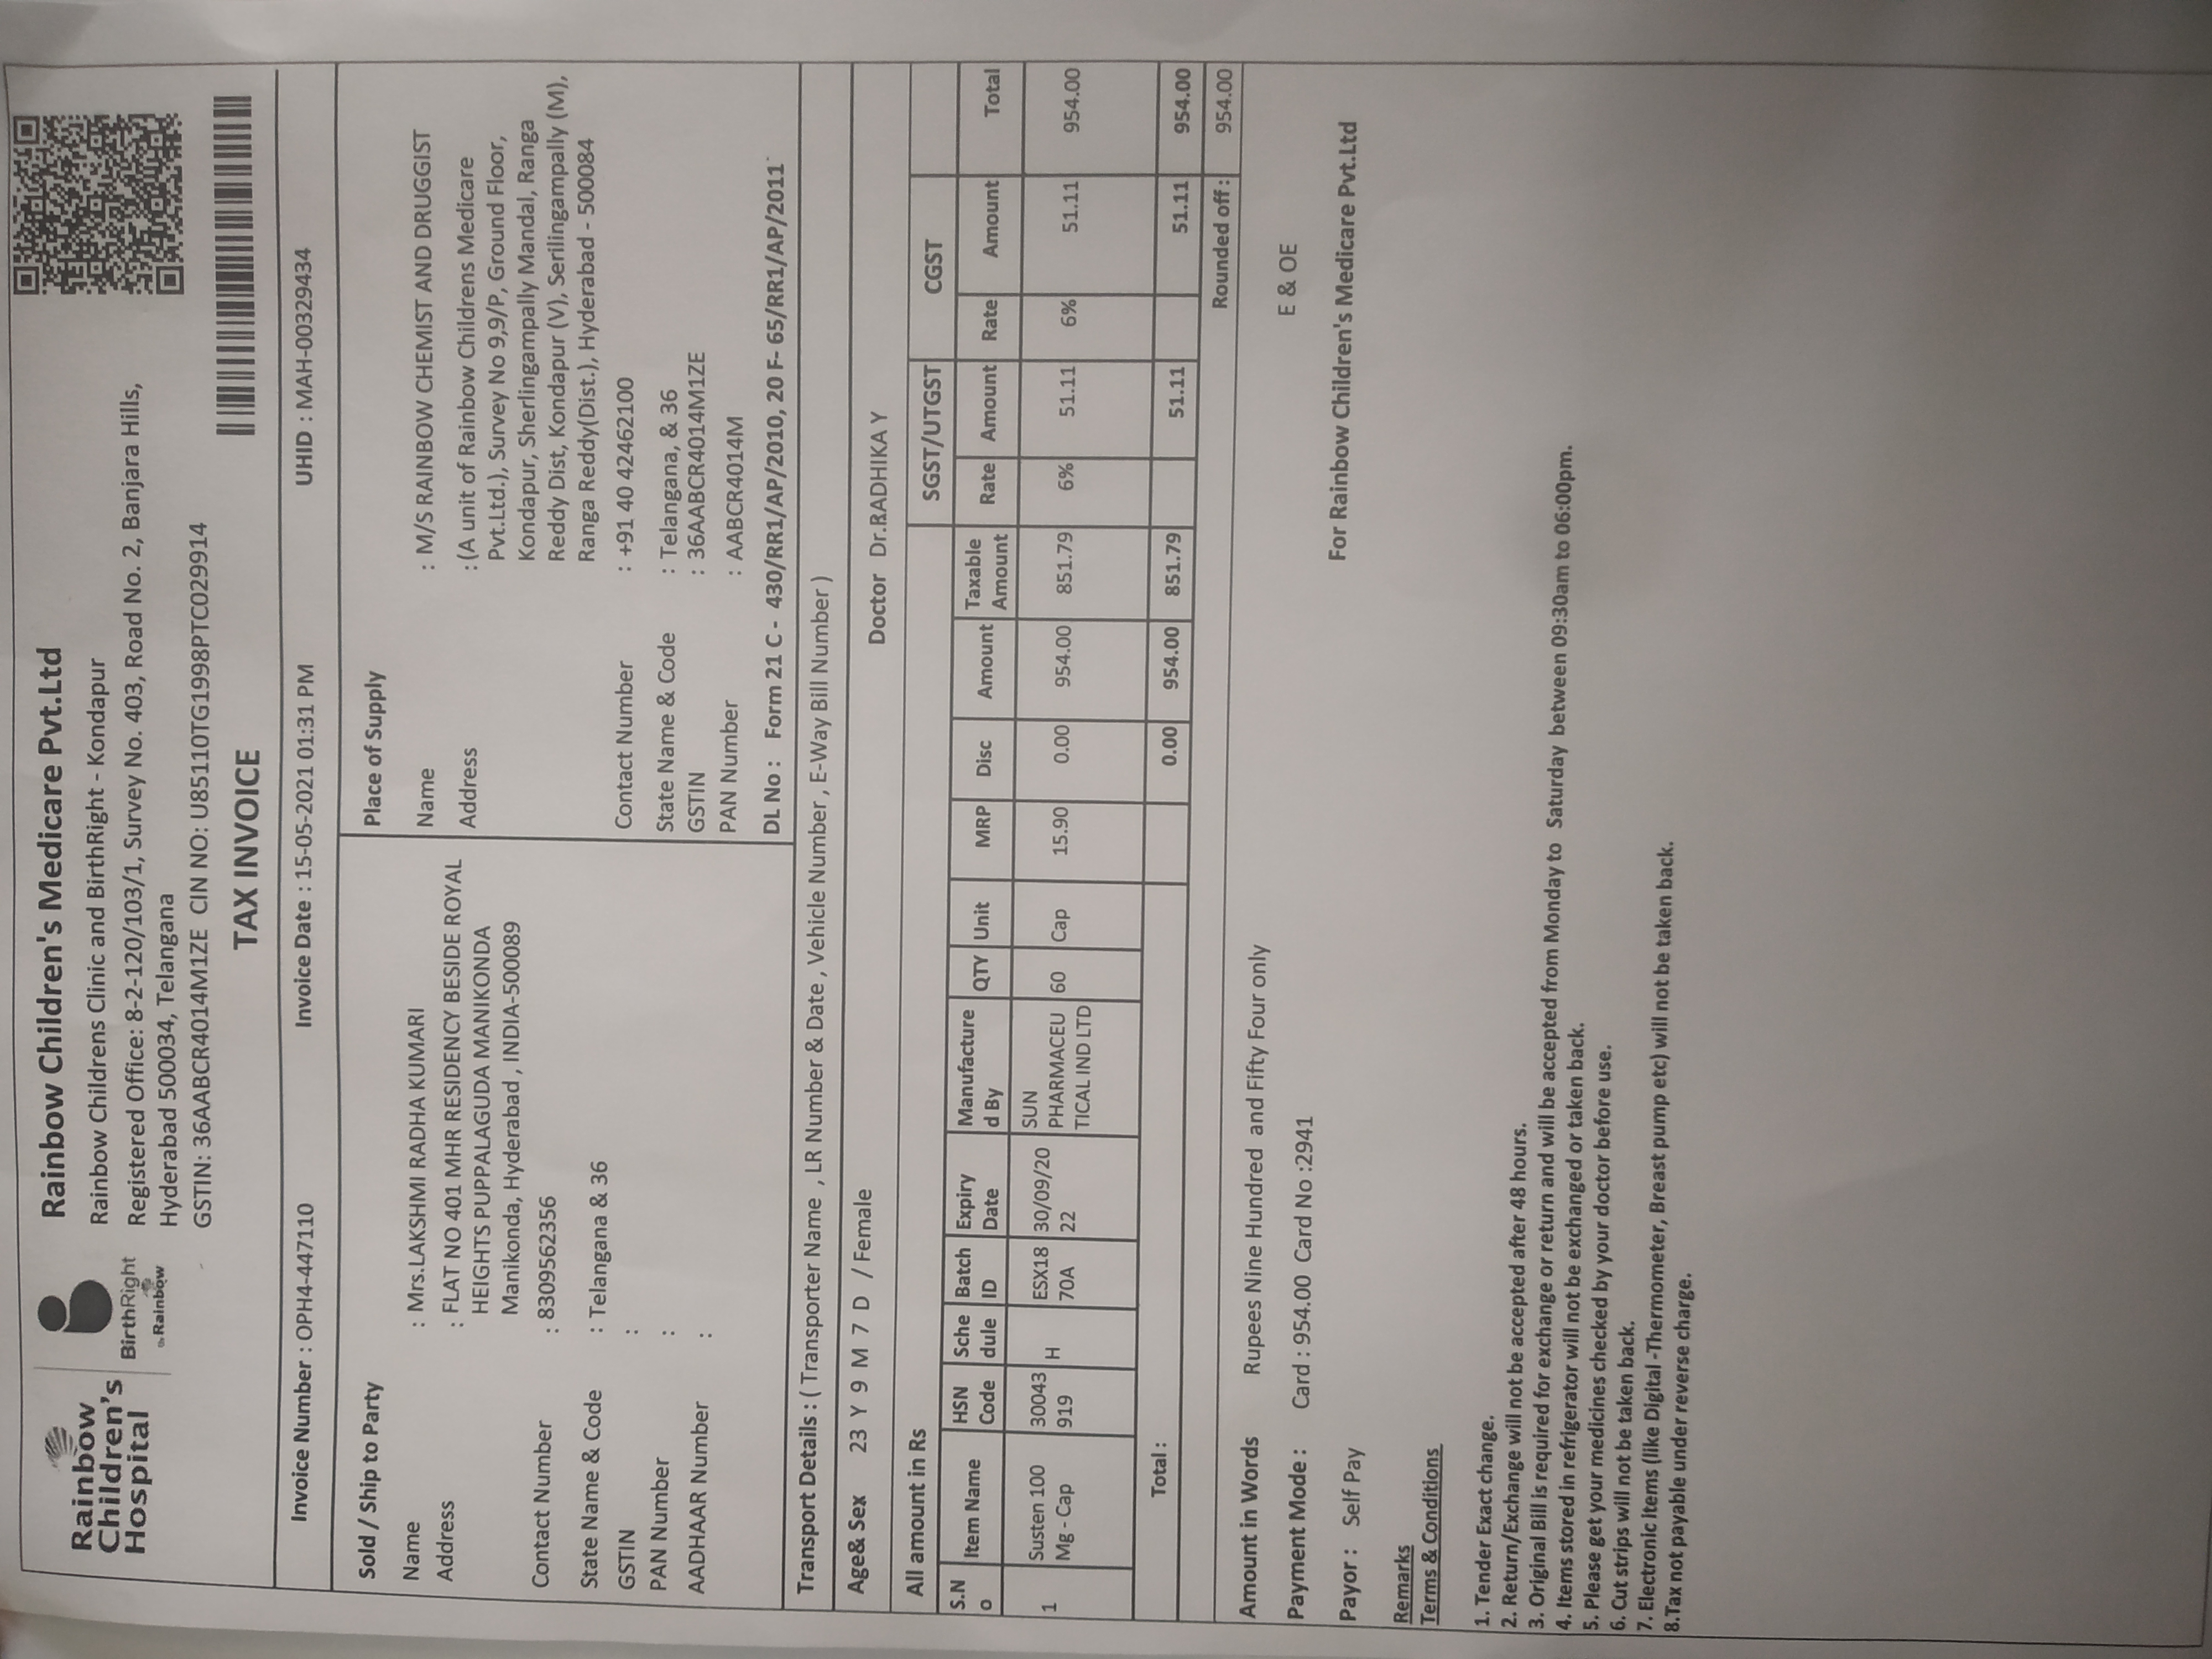 Rainbow
Children's
Hospital
BirthRight
By Rainbow
Rainbow Children's Medicare Pvt.Ltd
Rainbow Childrens Clinic and BirthRight - Kondapur
Registered Office: 8-2-120/103/1, Survey No. 403, Road No. 2, Banjara Hills,
Hyderabad 500034, Telangana
GSTIN: 36AABCR4014M1ZE CIN NO: U85110TG1998PTC029914
TAX INVOICE
Invoice Number : OPH4-447110 Invoice Date : 15-05-2021 01:31 PM UHID : MAH-00329434
Sold / Ship to Party
Name : Mrs.LAKSHMI RADHA KUMARI
Address : FLAT NO 401 MHR RESIDENCY BESIDE ROYAL
HEIGHTS PUPPALAGUDA MANIKONDA
Manikonda, Hyderabad , INDIA-500089
Contact Number : 8309562356
State Name & Code : Telangana & 36
GSTIN :
PAN Number :
AADHAAR Number :
Place of Supply
Name : M/S RAINBOW CHEMIST AND DRUGGIST
Address : (A unit of Rainbow Childrens Medicare
Pvt.Ltd.), Survey No 9,9/P, Ground Floor,
Kondapur, Sherlingampally Mandal, Ranga
Reddy Dist, Kondapur (V), Serilingampally (M),
Ranga Reddy(Dist.), Hyderabad - 500084
Contact Number : +91 40 42462100
State Name & Code : Telangana, & 36
GSTIN : 36AABCR4014M1ZE
PAN Number : AABCR4014M
DL No : Form 21 C - 430/RR1/AP/2010, 20 F- 65/RR1/AP/2011
Transport Details : ( Transporter Name , LR Number & Date , Vehicle Number , E-Way Bill Number )
Age& Sex 23 Y 9 M 7 D / Female Doctor Dr.RADHIKA Y
All amount in Rs SGST/UTGST CGST
S.N Item Name HSN Sche Batch Expiry Manufacture QTY Unit MRP Disc Amount Taxable Rate Amount Rate Amount Total
o Code dule ID Date d By Amount
1 Susten 100 30043 H ESX18 30/09/20 SUN 60 Cap 15.90 0.00 954.00 851.79 6% 51.11 6% 51.11 954.00
Mg - Cap 919 70A 22 PHARMACEU
TICAL IND LTD
Total : 0.00 954.00 851.79 51.11 51.11 954.00
Rounded off : 954.00
Amount in Words Rupees Nine Hundred and Fifty Four only
E & OE
Payment Mode : Card : 954.00 Card No :2941
Payor : Self Pay
For Rainbow Children's Medicare Pvt.Ltd
Remarks
Terms & Conditions
1. Tender Exact change.
2. Return/Exchange will not be accepted after 48 hours.
3. Original Bill is required for exchange or return and will be accepted from Monday to Saturday between 09:30am to 06:00pm.
4. Items stored in refrigerator will not be exchanged or taken back.
5. Please get your medicines checked by your doctor before use.
6. Cut strips will not be taken back.
7. Electronic Items (like Digital -Thermometer, Breast pump etc) will not be taken back.
8.Tax not payable under reverse charge.